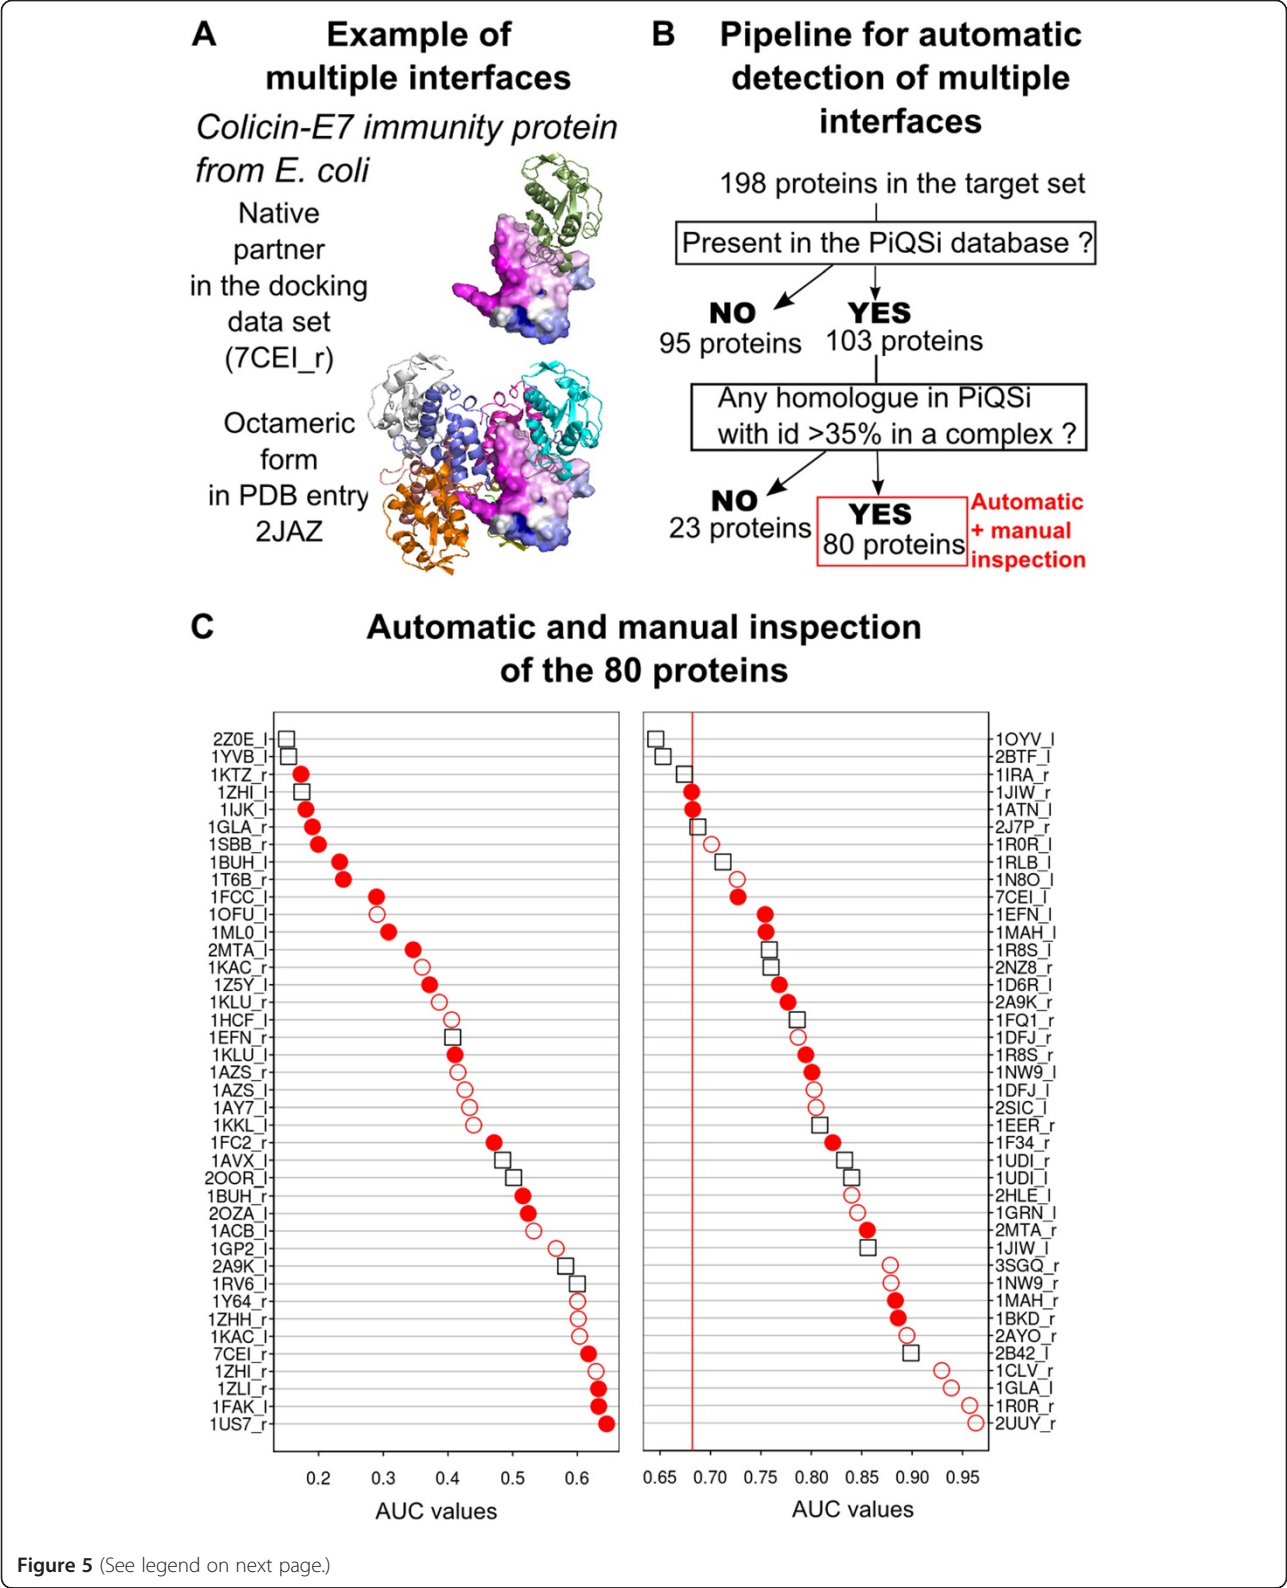 A
Example of
multiple interfaces
Colicin-E7 immunity protein
from E. coli
Native
partner
in the docking
data set
(7CEI_r)
Octameric
form
in PDB entry
2JAZ
B
Pipeline for automatic
detection of multiple
interfaces
198 proteins in the target set
Present in the PiQSi database ?
NO
95 proteins
YES
103 proteins
Any homologue in PiQSi
with id >35% in a complex ?
NO
23 proteins
YES
80 proteins
Automatic
+ manual
inspection
C
Automatic and manual inspection
of the 80 proteins
2Z0E_l
1YVB_l
1KTZ_r
1ZHI_l
1IJK_l
1GLA_r
1SBB_r
1BUH_l
1T6B_r
1FCC_l
1OFU_l
1ML0_l
2MTA_l
1KAC_r
1Z5Y_l
1KLU_r
1HCF_l
1EFN_r
1KLU_l
1AZS_r
1AZS_l
1AY7_l
1KKL_l
1FC2_r
1AVX_l
2OOR_l
1BUH_r
2OZA_l
1ACB_l
1GP2_l
2A9K_l
1RV6_l
1Y64_r
1ZHH_r
1KAC_l
7CEI_r
1ZHI_r
1ZLI_r
1FAK_l
1US7_r
0.2 0.3 0.4 0.5 0.6
AUC values
1OYV_l
2BTF_l
1IRA_r
1JIW_r
1ATN_l
2J7P_r
1R0R_l
1RLB_l
1N8O_l
7CEI_l
1EFN_l
1MAH_l
1R8S_l
2NZ8_r
1D6R_l
2A9K_r
1FQ1_r
1DFJ_r
1R8S_r
1NW9_l
1DFJ_l
2SIC_l
1EER_r
1F34_r
1UDI_r
1UDI_l
2HLE_l
1GRN_l
2MTA_r
1JIW_l
3SGQ_r
1NW9_r
1MAH_r
1BKD_r
2AYO_r
2B42_l
1CLV_r
1GLA_l
1R0R_r
2UUY_r
0.65 0.70 0.75 0.80 0.85 0.90 0.95
AUC values
Figure 5 (See legend on next page.)